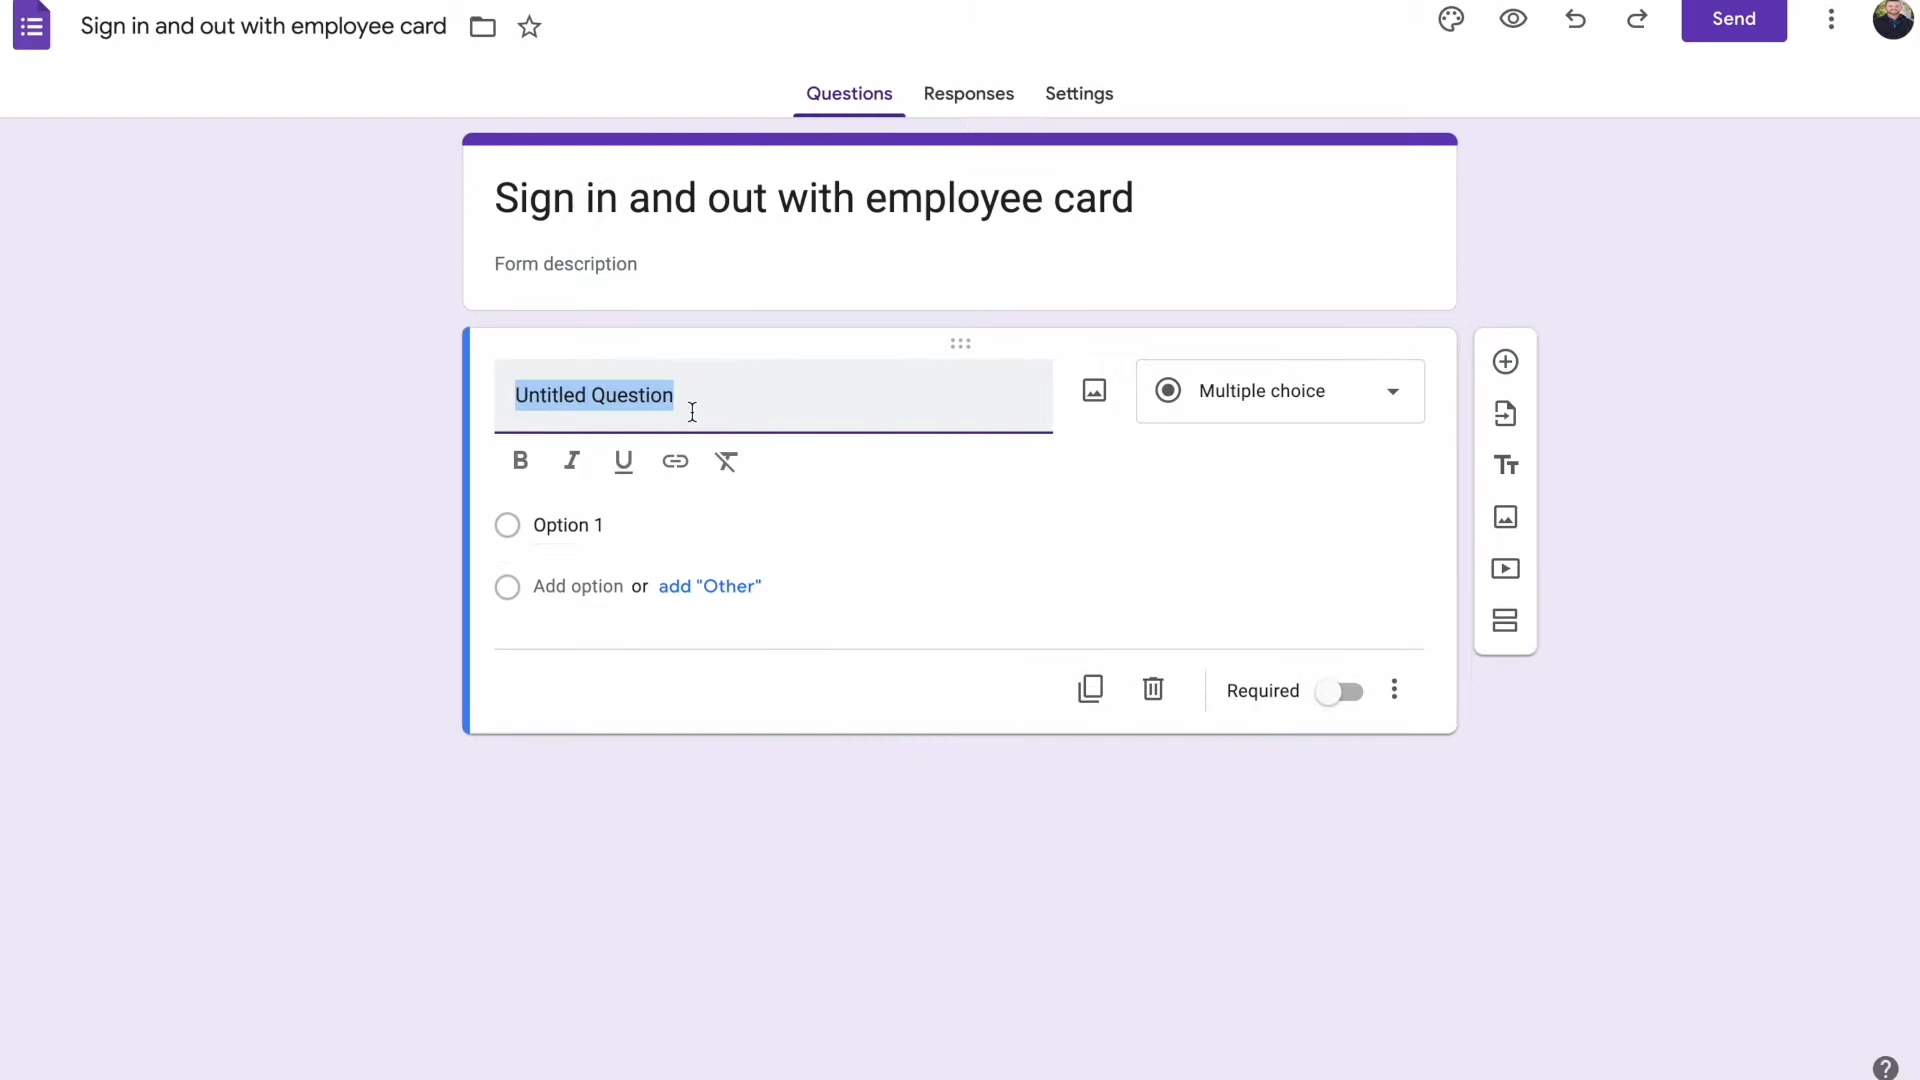 Sign in and out with employee card
Send
Questions Responses Settings
Sign in and out with employee card
Form description
Untitled Question
Multiple choice
B I U
Option 1
Add option or add "Other"
Required